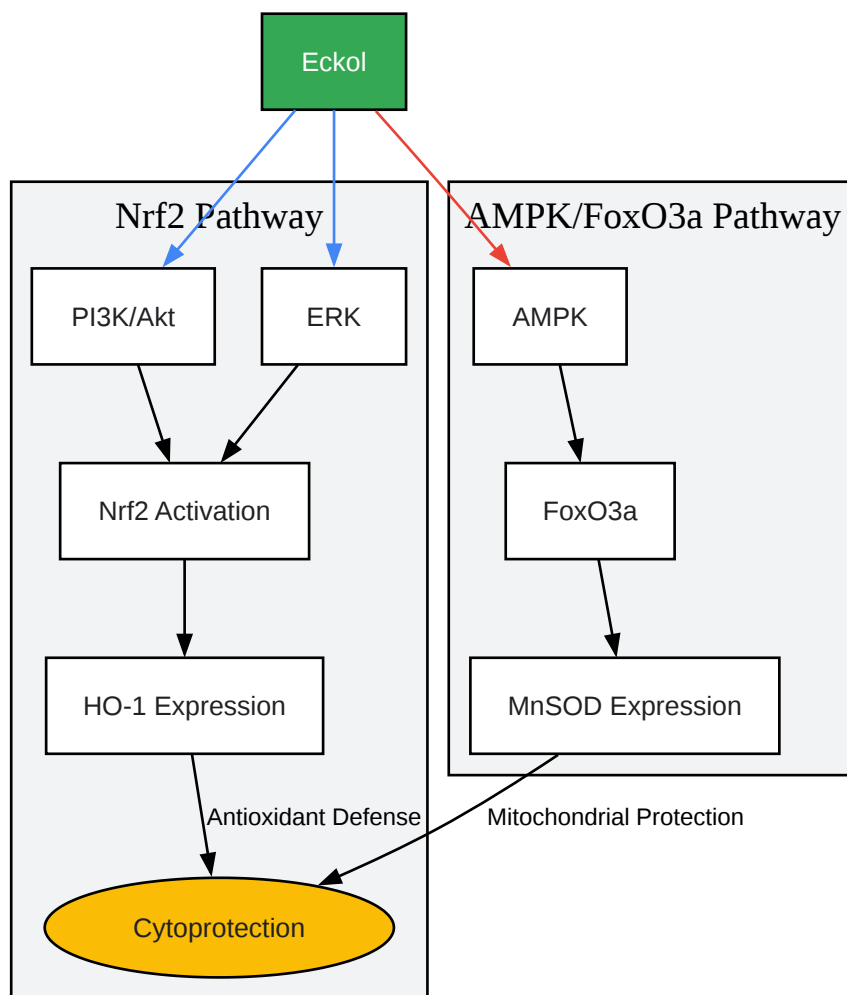 Eckol
Nrf2 Pathway
AMPK/FoxO3a Pathway
PI3K/Akt
ERK
AMPK
Nrf2 Activation
FoxO3a
HO-1 Expression
MnSOD Expression
Antioxidant Defense
Mitochondrial Protection
Cytoprotection